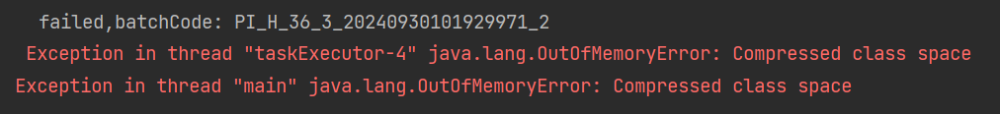 failed,batchCode: PI_H_36_3_20240930101929971_2
Exception in thread "taskExecutor-4" java.lang.OutOfMemoryError: Compressed class space
Exception in thread "main" java.lang.OutOfMemoryError: Compressed class space